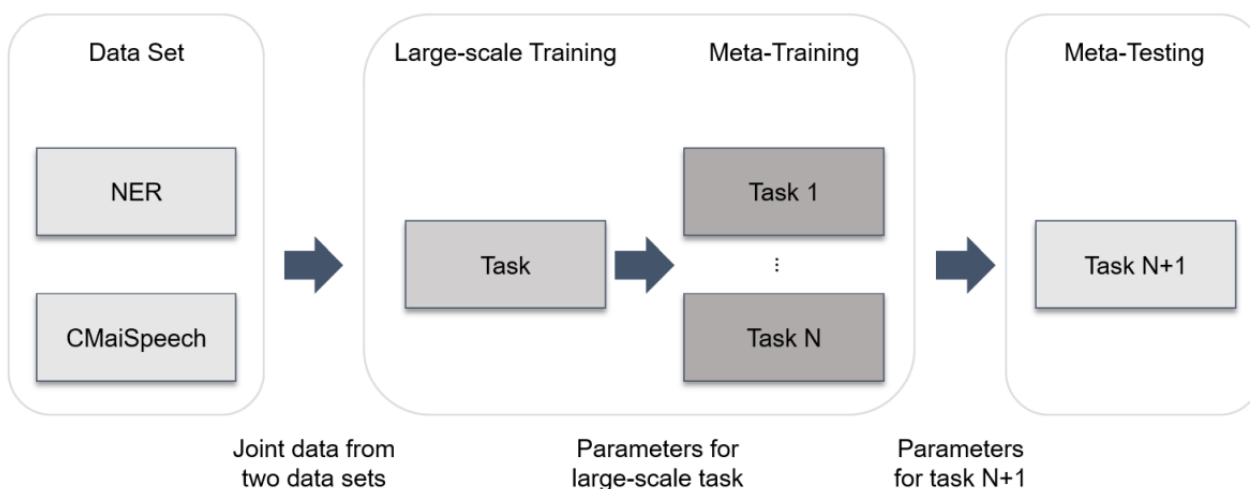 Data Set
Large-scale Training
Meta-Training
Meta-Testing
NER
Task 1
Task
⋮
Task N+1
CMaiSpeech
Task N
Joint data from
two data sets
Parameters for
large-scale task
Parameters
for task N+1